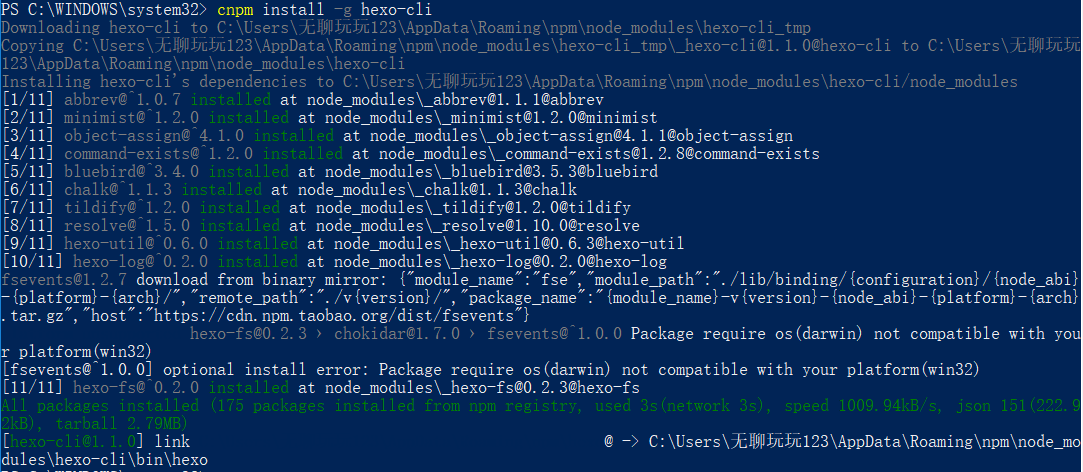 PS C:\WINDOWS\system32> cnpm install -g hexo-cli
Downloading hexo-cli to C:\Users\无聊玩玩123\AppData\Roaming\npm\node_modules\hexo-cli_tmp
Copying C:\Users\无聊玩玩123\AppData\Roaming\npm\node_modules\hexo-cli_tmp\_hexo-cli@1.1.0@hexo-cli to C:\Users\无聊玩玩
123\AppData\Roaming\npm\node_modules\hexo-cli
Installing hexo-cli's dependencies to C:\Users\无聊玩玩123\AppData\Roaming\npm\node_modules\hexo-cli/node_modules
[1/11] abbrev@^1.0.7 installed at node_modules\_abbrev@1.1.1@abbrev
[2/11] minimist@^1.2.0 installed at node_modules\_minimist@1.2.0@minimist
[3/11] object-assign@^4.1.0 installed at node_modules\_object-assign@4.1.1@object-assign
[4/11] command-exists@^1.2.0 installed at node_modules\_command-exists@1.2.8@command-exists
[5/11] bluebird@^3.4.0 installed at node_modules\_bluebird@3.5.3@bluebird
[6/11] chalk@^1.1.3 installed at node_modules\_chalk@1.1.3@chalk
[7/11] tildify@^1.2.0 installed at node_modules\_tildify@1.2.0@tildify
[8/11] resolve@^1.5.0 installed at node_modules\_resolve@1.10.0@resolve
[9/11] hexo-util@^0.6.0 installed at node_modules\_hexo-util@0.6.3@hexo-util
[10/11] hexo-log@^0.2.0 installed at node_modules\_hexo-log@0.2.0@hexo-log
fsevents@1.2.7 download from binary mirror: {"module_name":"fse","module_path":"./lib/binding/{configuration}/{node_abi}
-{platform}-{arch}/","remote_path":"./v{version}/","package_name":"{module_name}-v{version}-{node_abi}-{platform}-{arch}
.tar.gz","host":"https://cdn.npm.taobao.org/dist/fsevents"}
hexo-fs@0.2.3 › chokidar@1.7.0 › fsevents@^1.0.0 Package require os(darwin) not compatible with you
r platform(win32)
[fsevents@^1.0.0] optional install error: Package require os(darwin) not compatible with your platform(win32)
[11/11] hexo-fs@^0.2.0 installed at node_modules\_hexo-fs@0.2.3@hexo-fs
All packages installed (175 packages installed from npm registry, used 3s(network 3s), speed 1009.94kB/s, json 151(222.9
2kB), tarball 2.79MB)
[hexo-cli@1.1.0] link @ -> C:\Users\无聊玩玩123\AppData\Roaming\npm\node_mo
dules\hexo-cli\bin\hexo